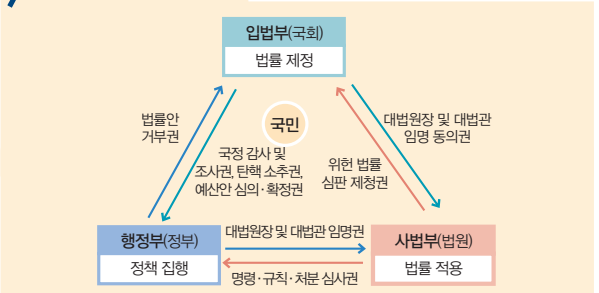 입법부(국회)
법률 제정
법률안
거부권
국민
대법원장 및 대법관
임명 동의권
국정 감사 및
조사권, 탄핵 소추권,
예산안 심의·확정권
위헌 법률
심판 제청권
행정부(정부)
정책 집행
대법원장 및 대법관 임명권
명령·규칙·처분 심사권
사법부(법원)
법률 적용